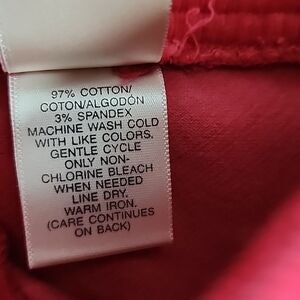 97% COTTON/
COTON/ALGODÓN
3% SPANDEX
MACHINE WASH COLD
WITH LIKE COLORS.
GENTLE CYCLE
ONLY NON-
CHLORINE BLEACH
WHEN NEEDED
LINE DRY.
WARM IRON.
(CARE CONTINUES
ON BACK)